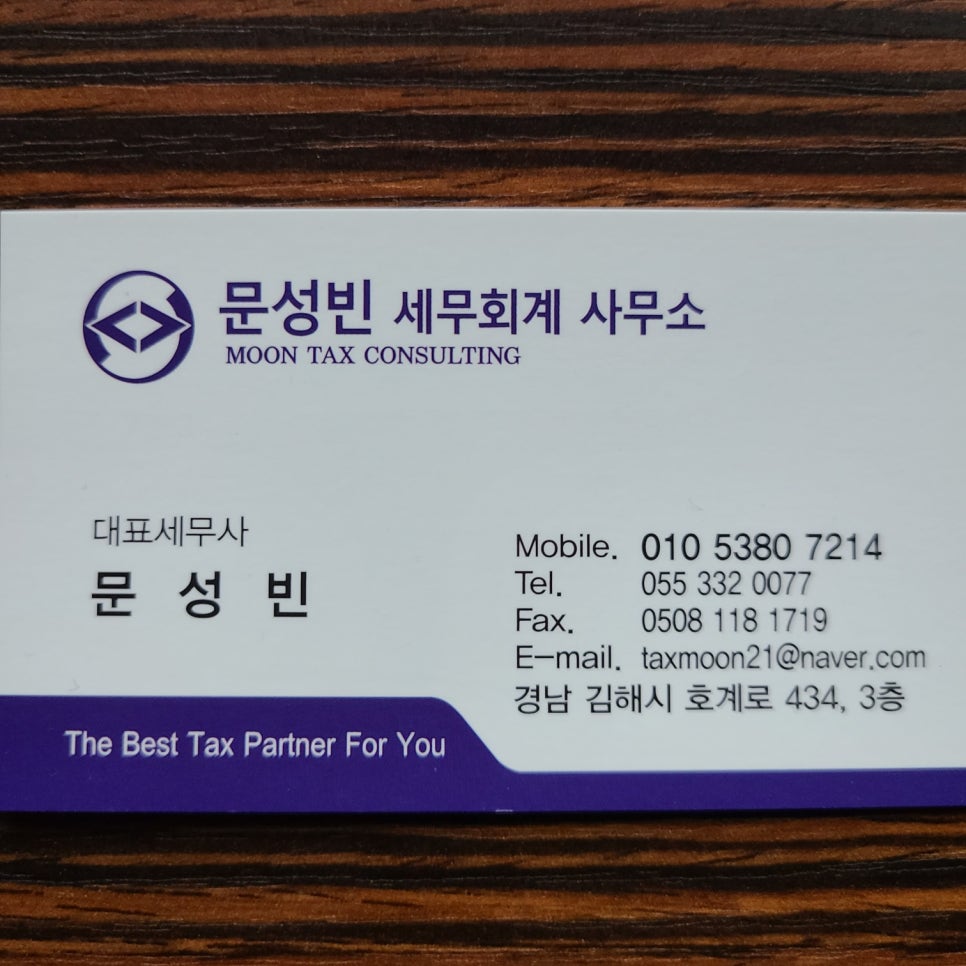 문성빈 세무회계 사무소
MOON TAX CONSULTING
대표세무사
문 성 빈
Mobile. 010 5380 7214
Tel. 055 332 0077
Fax. 0508 118 1719
E-mail. taxmoon21@naver.com
경남 김해시 호계로 434, 3층
The Best Tax Partner For You